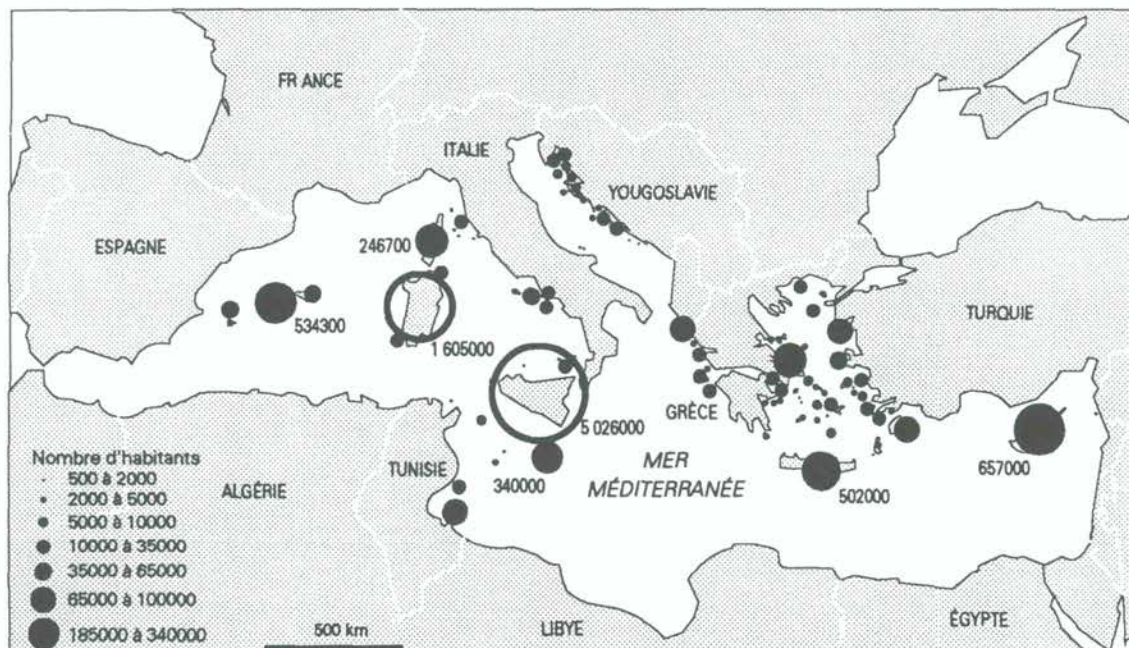 FR ANCE
ITALIE
YOUGOSLAVIE
ESPAGNE
246700
534300
1 605000
TURQUIE
GRÈCE
5 026000
657000
Nombre d'habitants
500 à 2000
2000 à 5000
5000 à 10000
10000 à 35000
35000 à 65000
65000 à 100000
185000 à 340000
ALGÉRIE
TUNISIE
340000
MER
MÉDITERRANÉE
502000
500 km
LIBYE
ÉGYPTE